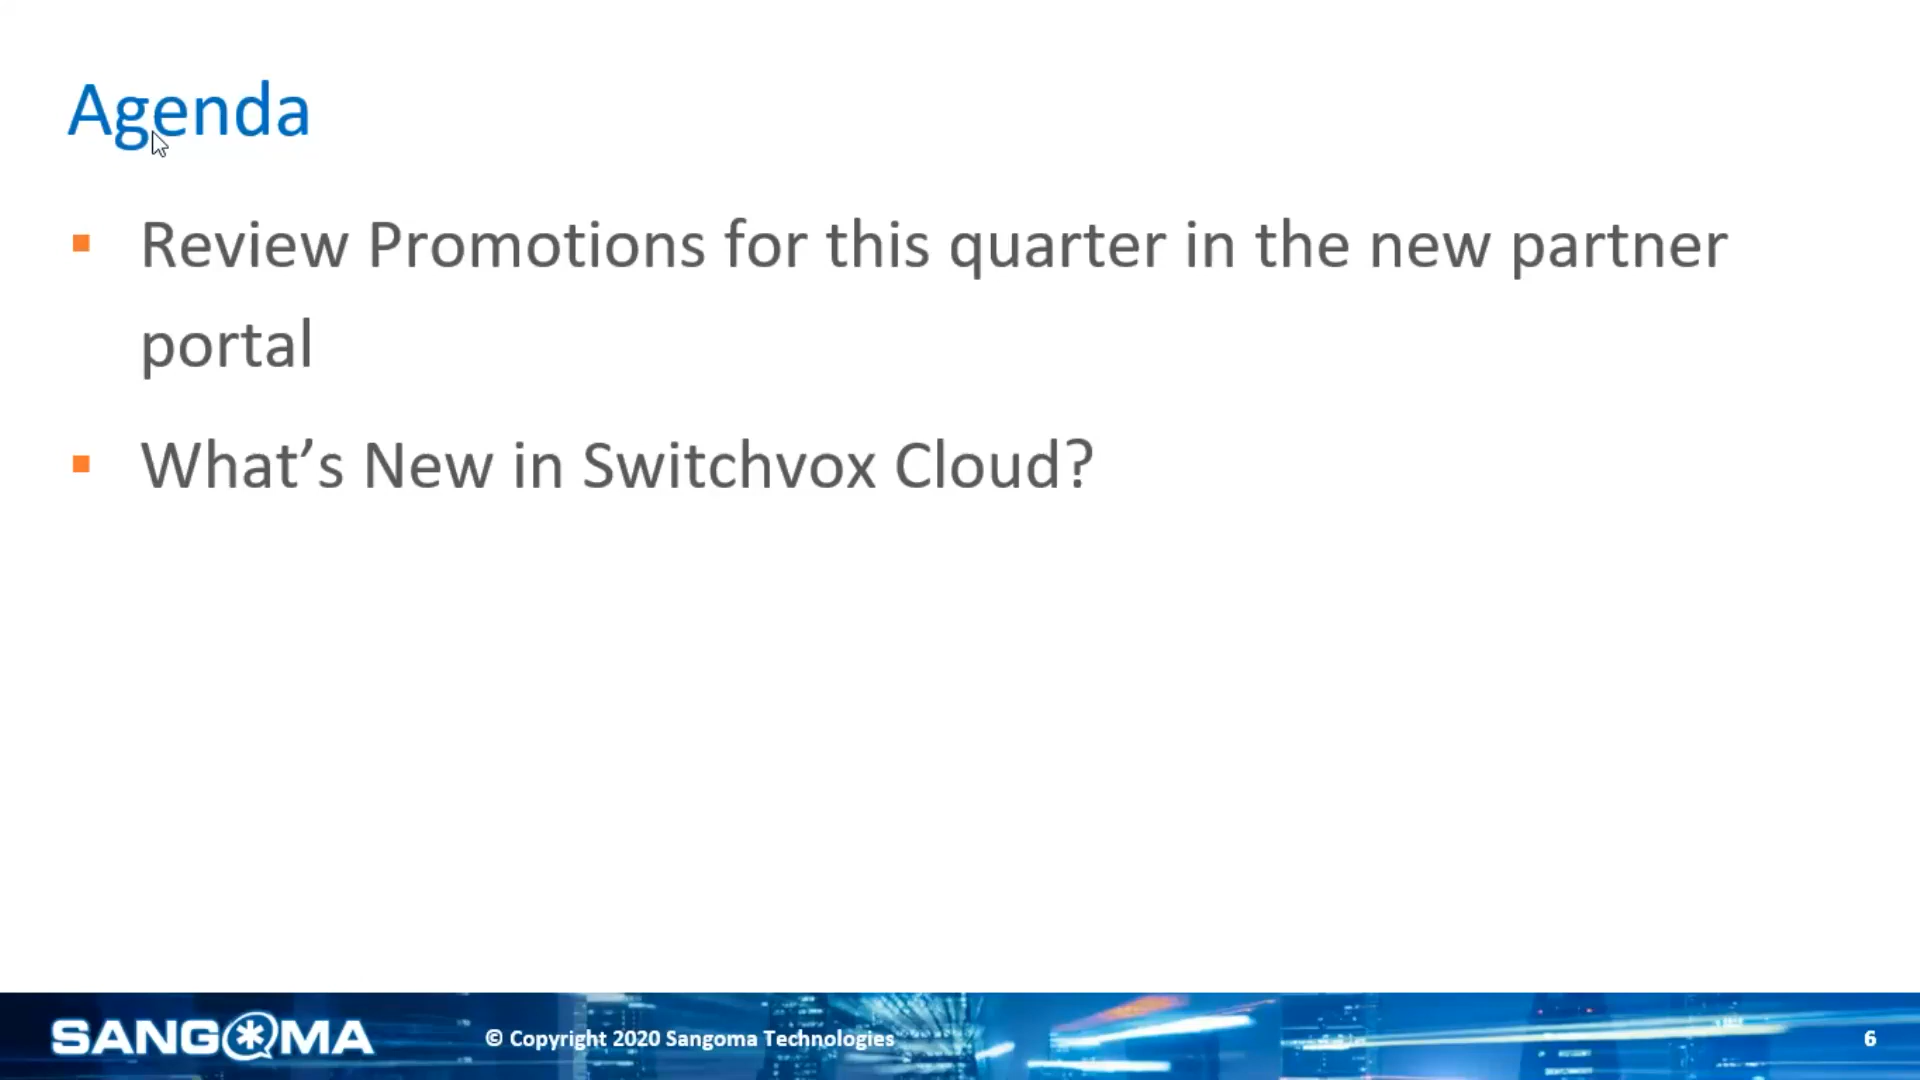 Agenda
▪ Review Promotions for this quarter in the new partner
portal
▪ What’s New in Switchvox Cloud?
SANGOMA
© Copyright 2020 Sangoma Technologies
6